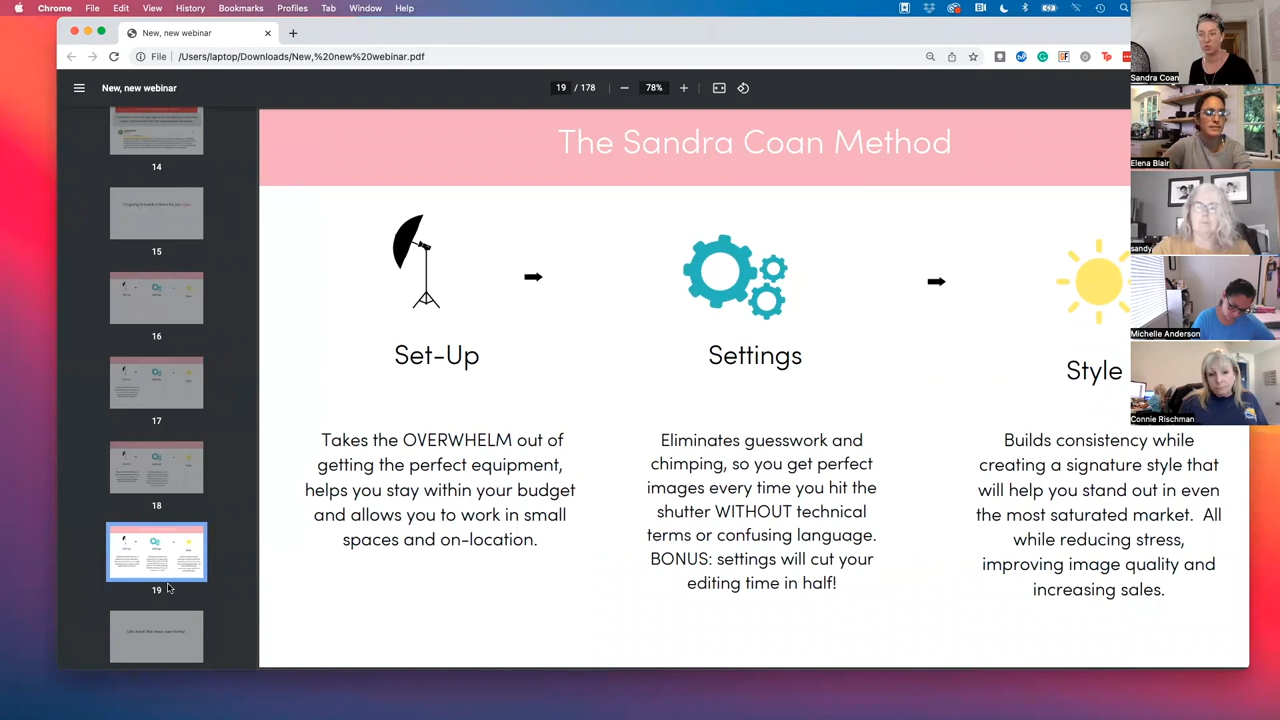 Chrome File Edit View History Bookmarks Profiles Tab Window Help
New, new webinar
File /Users/laptop/Downloads/New,%20new%20webinar.pdf
New, new webinar
19 / 178
78%
14
15
16
17
18
19
The Sandra Coan Method
Set-Up
Settings
Style
Takes the OVERWHELM out of
getting the perfect equipment,
helps you stay within your budget
and allows you to work in small
spaces and on-location.
Eliminates guesswork and
chimping, so you get perfect
images every time you hit the
shutter WITHOUT technical
terms or confusing language.
BONUS: settings will cut your
editing time in half!
Builds consistency while
creating a signature style that
will help you stand out in even
the most saturated market. All
while reducing stress,
improving image quality and
increasing sales.
Sandra Coan
Elena Blair
sandy
Michelle Anderson
Connie Rischman